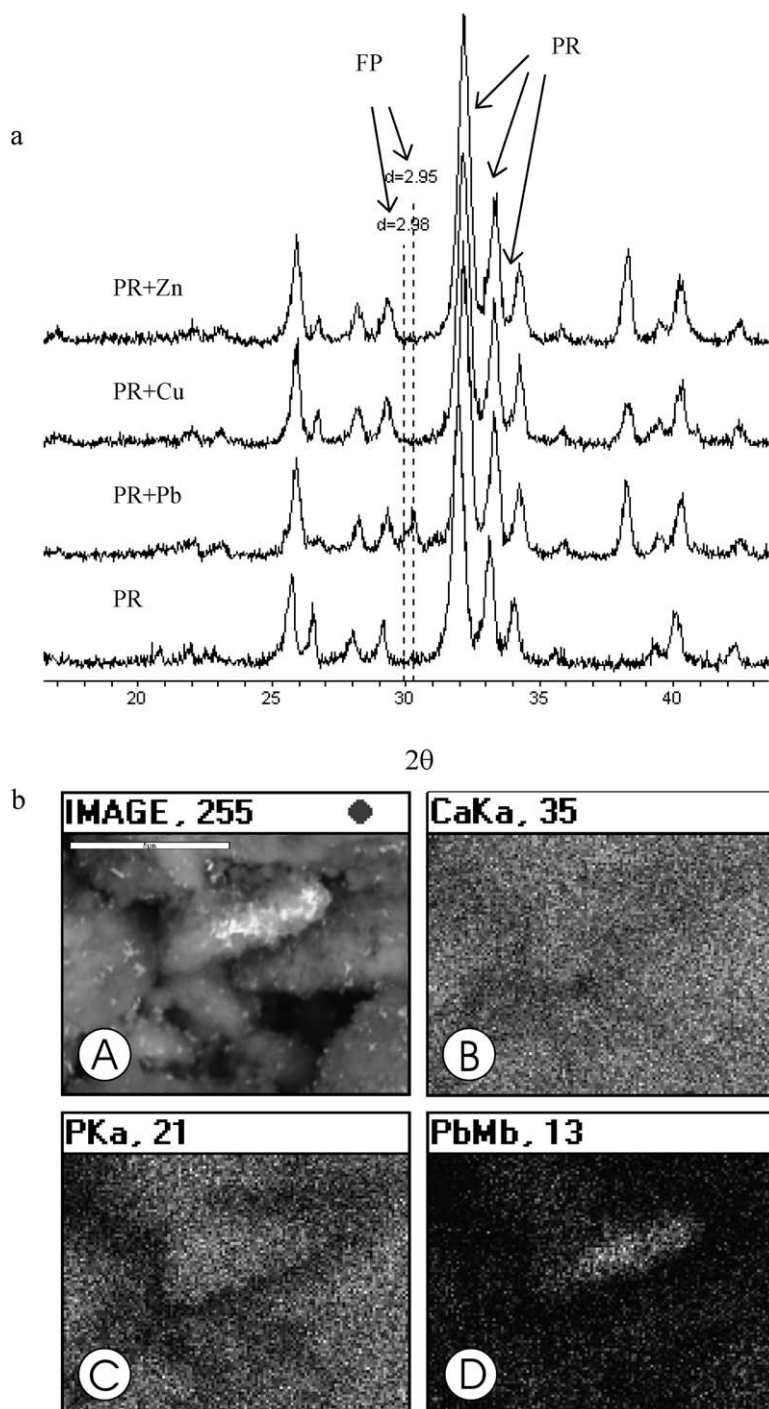 a
FP
PR
d=2.95
d=2.98
PR+Zn
PR+Cu
PR+Pb
PR
20
25
30
35
40
2θ
b
IMAGE, 255
CaKa, 35
A
B
PKa, 21
PbMb, 13
C
D